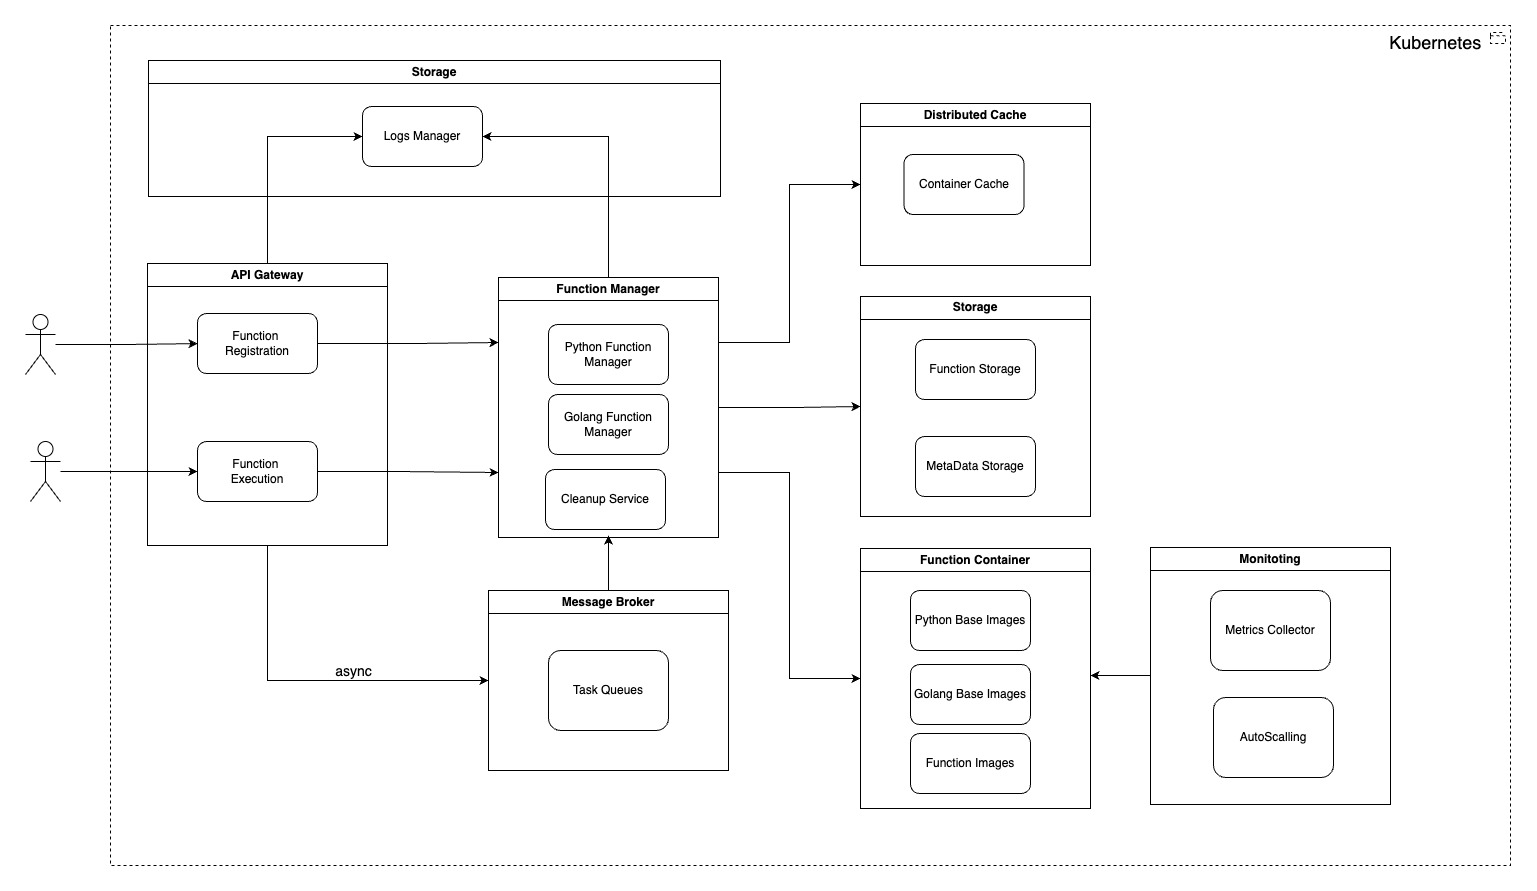 Kubernetes
Storage
Logs Manager
Distributed Cache
Container Cache
API Gateway
Function
Registration
Function
Execution
Function Manager
Python Function
Manager
Golang Function
Manager
Cleanup Service
Storage
Function Storage
MetaData Storage
Message Broker
Task Queues
async
Function Container
Python Base Images
Golang Base Images
Function Images
Monitoting
Metrics Collector
AutoScalling